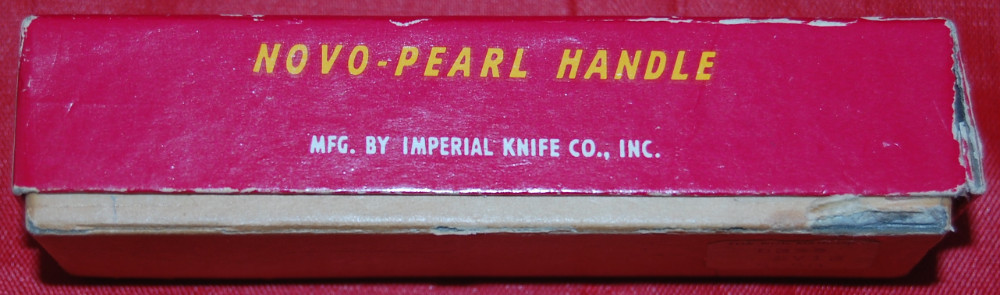 NOVO-PEARL HANDLE
MFG. BY IMPERIAL KNIFE CO., INC.